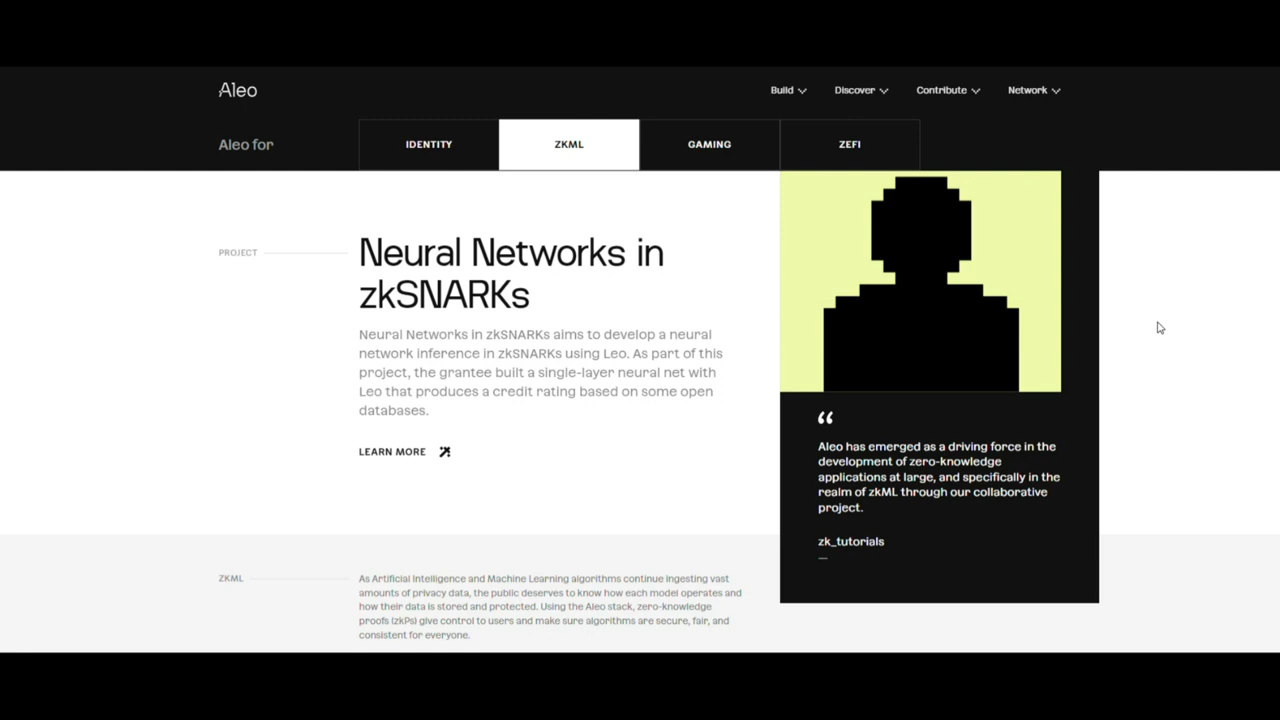 Aleo
Build
Discover
Contribute
Network
Aleo for
IDENTITY
ZKML
GAMING
ZEFI
PROJECT
Neural Networks in
zkSNARKs
Neural Networks in zkSNARKs aims to develop a neural
network inference in zkSNARKs using Leo. As part of this
project, the grantee built a single-layer neural net with
Leo that produces a credit rating based on some open
databases.
LEARN MORE
“
Aleo has emerged as a driving force in the
development of zero-knowledge
applications at large, and specifically in the
realm of zkML through our collaborative
project.
zk_tutorials
—
ZKML
As Artificial Intelligence and Machine Learning algorithms continue ingesting vast
amounts of privacy data, the public deserves to know how each model operates and
how their data is stored and protected. Using the Aleo stack, zero-knowledge
proofs (zkPs) give control to users and make sure algorithms are secure, fair, and
consistent for everyone.